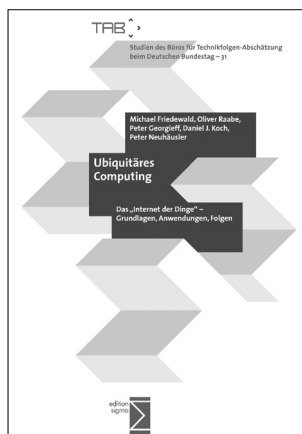 TAB
Studien des Büros für Technikfolgen-Abschätzung
beim Deutschen Bundestag – 31
Michael Friedewald, Oliver Raabe,
Peter Georgieff, Daniel J. Koch,
Peter Neuhäusler
Ubiquitäres
Computing
Das „Internet der Dinge“ –
Grundlagen, Anwendungen, Folgen
edition
sigma